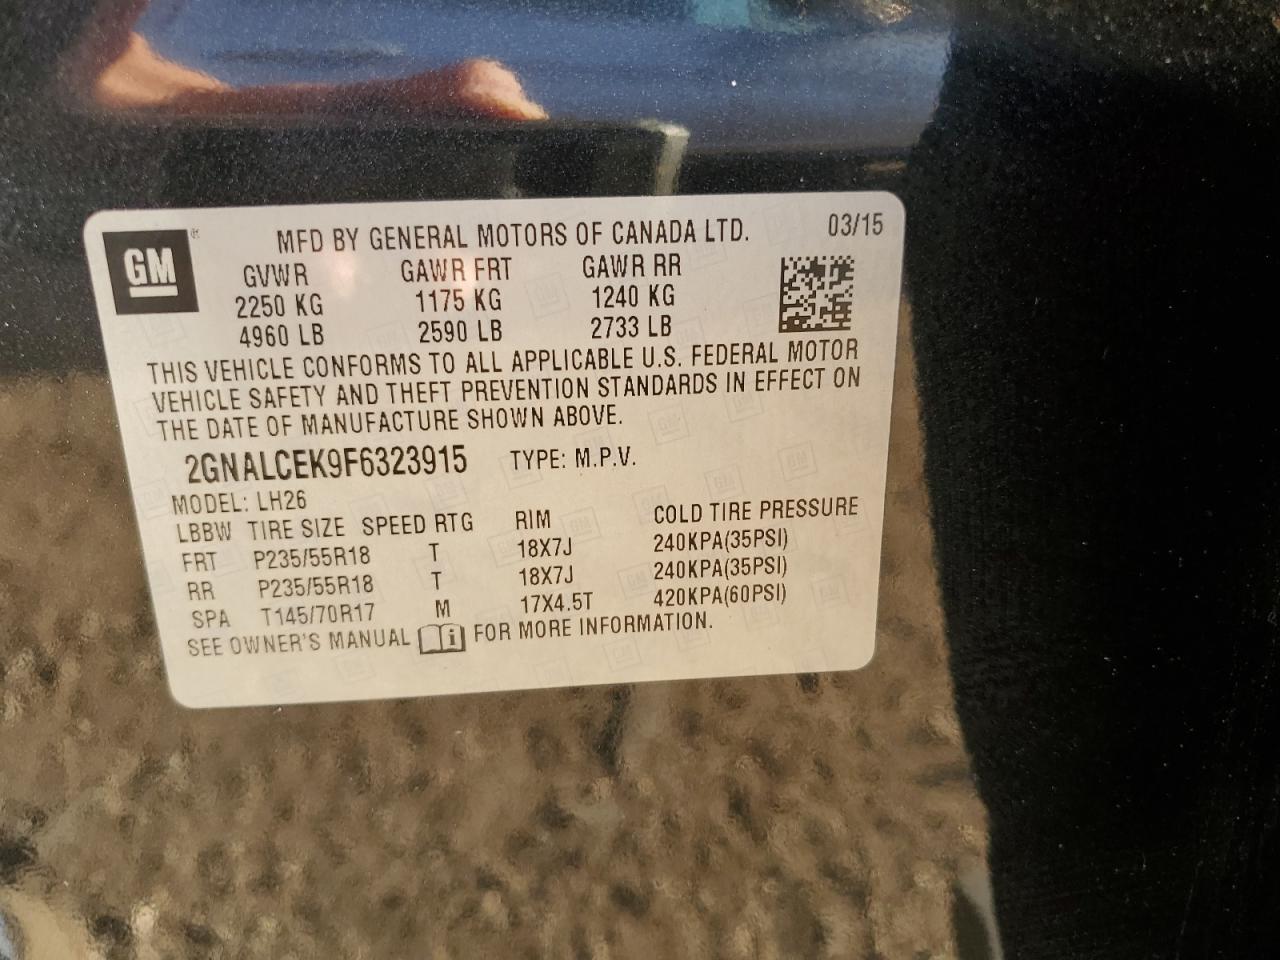 GM®
MFD BY GENERAL MOTORS OF CANADA LTD. 03/15
GVWR GAWR FRT GAWR RR
2250 KG 1175 KG 1240 KG
4960 LB 2590 LB 2733 LB
THIS VEHICLE CONFORMS TO ALL APPLICABLE U.S. FEDERAL MOTOR
VEHICLE SAFETY AND THEFT PREVENTION STANDARDS IN EFFECT ON
THE DATE OF MANUFACTURE SHOWN ABOVE.
2GNALCEK9F6323915 TYPE: M.P.V.
MODEL: LH26
LBBW TIRE SIZE SPEED RTG RIM COLD TIRE PRESSURE
FRT P235/55R18 T 18X7J 240KPA(35PSI)
RR P235/55R18 T 18X7J 240KPA(35PSI)
SPA T145/70R17 M 17X4.5T 420KPA(60PSI)
SEE OWNER'S MANUAL i FOR MORE INFORMATION.